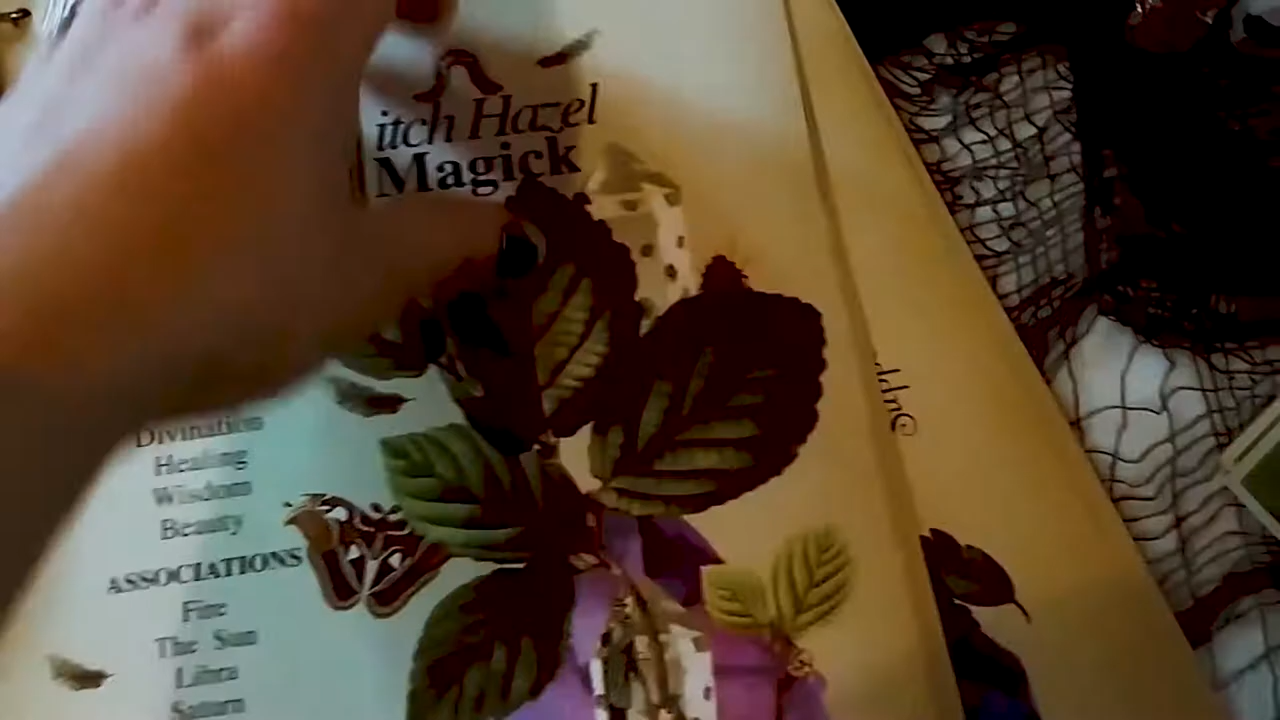 itch Hazel
Magick
Divination
Healing
Wisdom
Beauty
ASSOCIATIONS
Fire
The Sun
Libra
Saturn